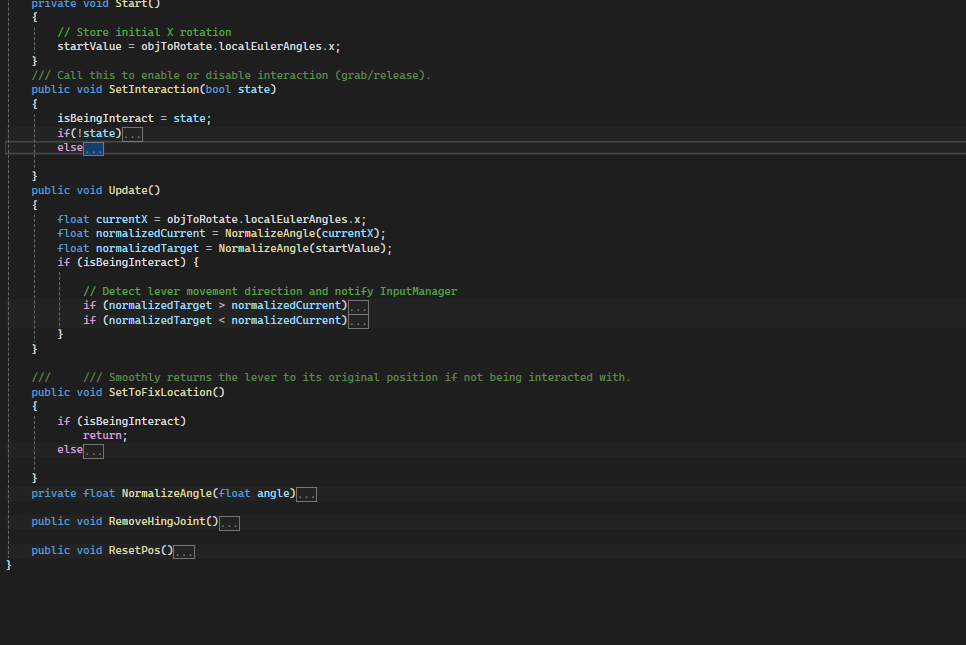 private void Start()
{
// Store initial X rotation
startValue = objToRotate.localEulerAngles.x;
}
/// Call this to enable or disable interaction (grab/release).
public void SetInteraction(bool state)
{
isBeingInteract = state;
if(!state)...
else...
}
public void Update()
{
float currentX = objToRotate.localEulerAngles.x;
float normalizedCurrent = NormalizeAngle(currentX);
float normalizedTarget = NormalizeAngle(startValue);
if (isBeingInteract) {
// Detect lever movement direction and notify InputManager
if (normalizedTarget > normalizedCurrent)...
if (normalizedTarget < normalizedCurrent)...
}
}
///     /// Smoothly returns the lever to its original position if not being interacted with.
public void SetToFixLocation()
{
if (isBeingInteract)
return;
else...
}
private float NormalizeAngle(float angle)...
public void RemoveHingJoint()...
public void ResetPos()...
}